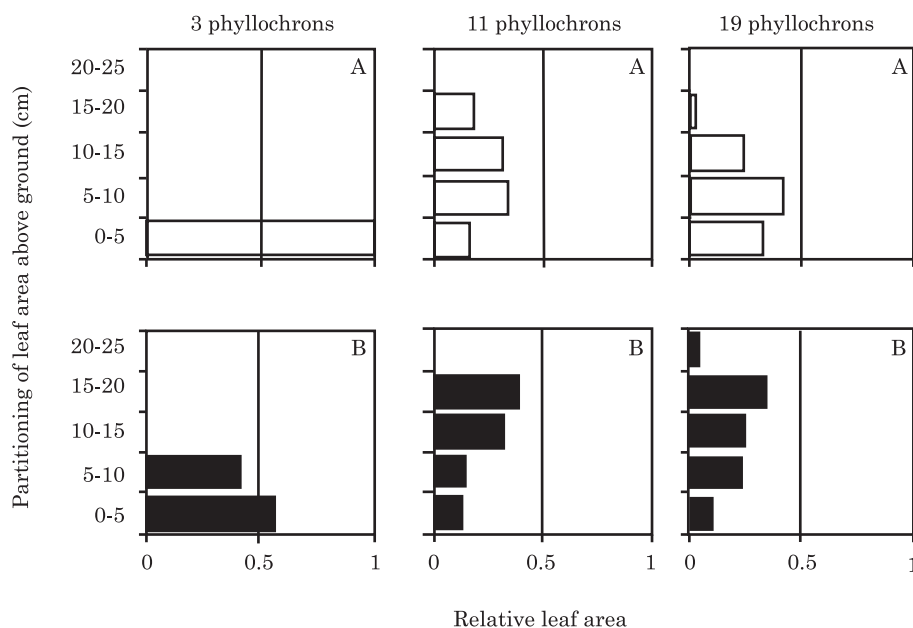 3 phyllochrons
11 phyllochrons
19 phyllochrons
Partitioning of leaf area above ground (cm)
20-25
15-20
10-15
5-10
0-5
A
A
A
20-25
15-20
10-15
5-10
0-5
B
B
B
0 0.5 1
0 0.5 1
0 0.5 1
Relative leaf area